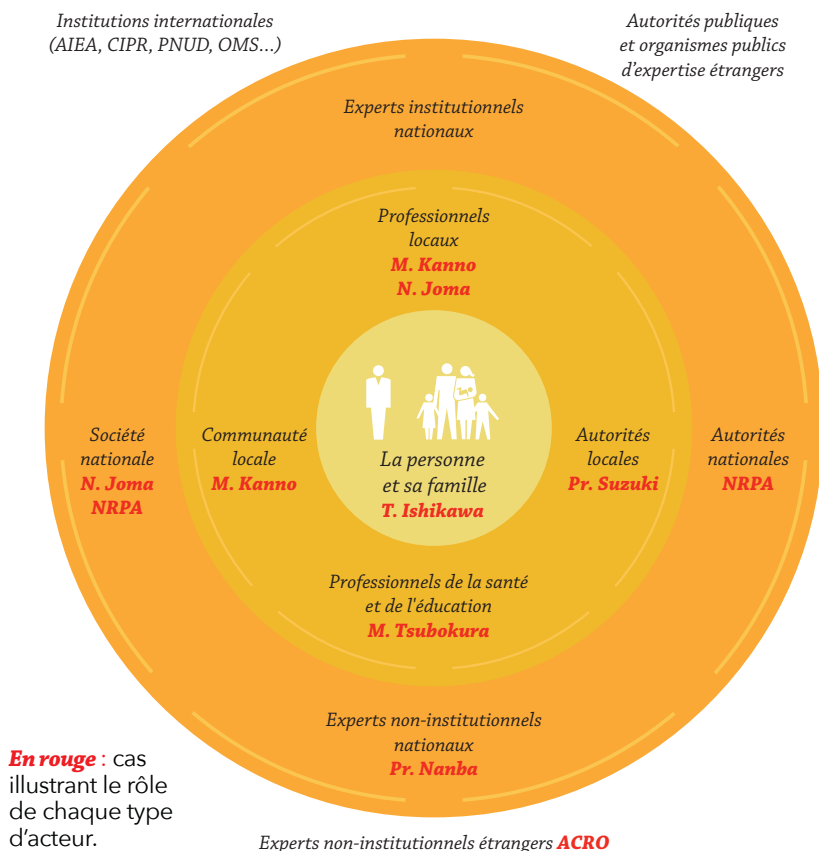 Institutions internationales
(AIEA, CIPR, PNUD, OMS...)
Autorités publiques
et organismes publics
d'expertise étrangers
Experts institutionnels
nationaux
Professionnels
locaux
M. Kanno
N. Joma
Société
nationale
N. Joma
NRPA
Communauté
locale
M. Kanno
La personne
et sa famille
T. Ishikawa
Autorités
locales
Pr. Suzuki
Autorités
nationales
NRPA
Professionnels de la santé
et de l'éducation
M. Tsubokura
Experts non-institutionnels
nationaux
Pr. Nanba
En rouge : cas
illustrant le rôle
de chaque type
d'acteur.
Experts non-institutionnels étrangers ACRO